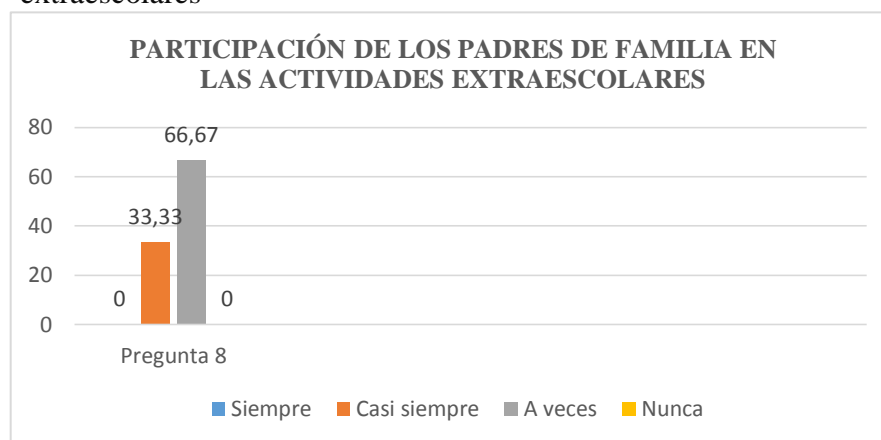 extraescolares
PARTICIPACIÓN DE LOS PADRES DE FAMILIA EN
LAS ACTIVIDADES EXTRAESCOLARES
80
66,67
60
40
33,33
20
0
0
0
Pregunta 8
Siempre
Casi siempre
A veces
Nunca